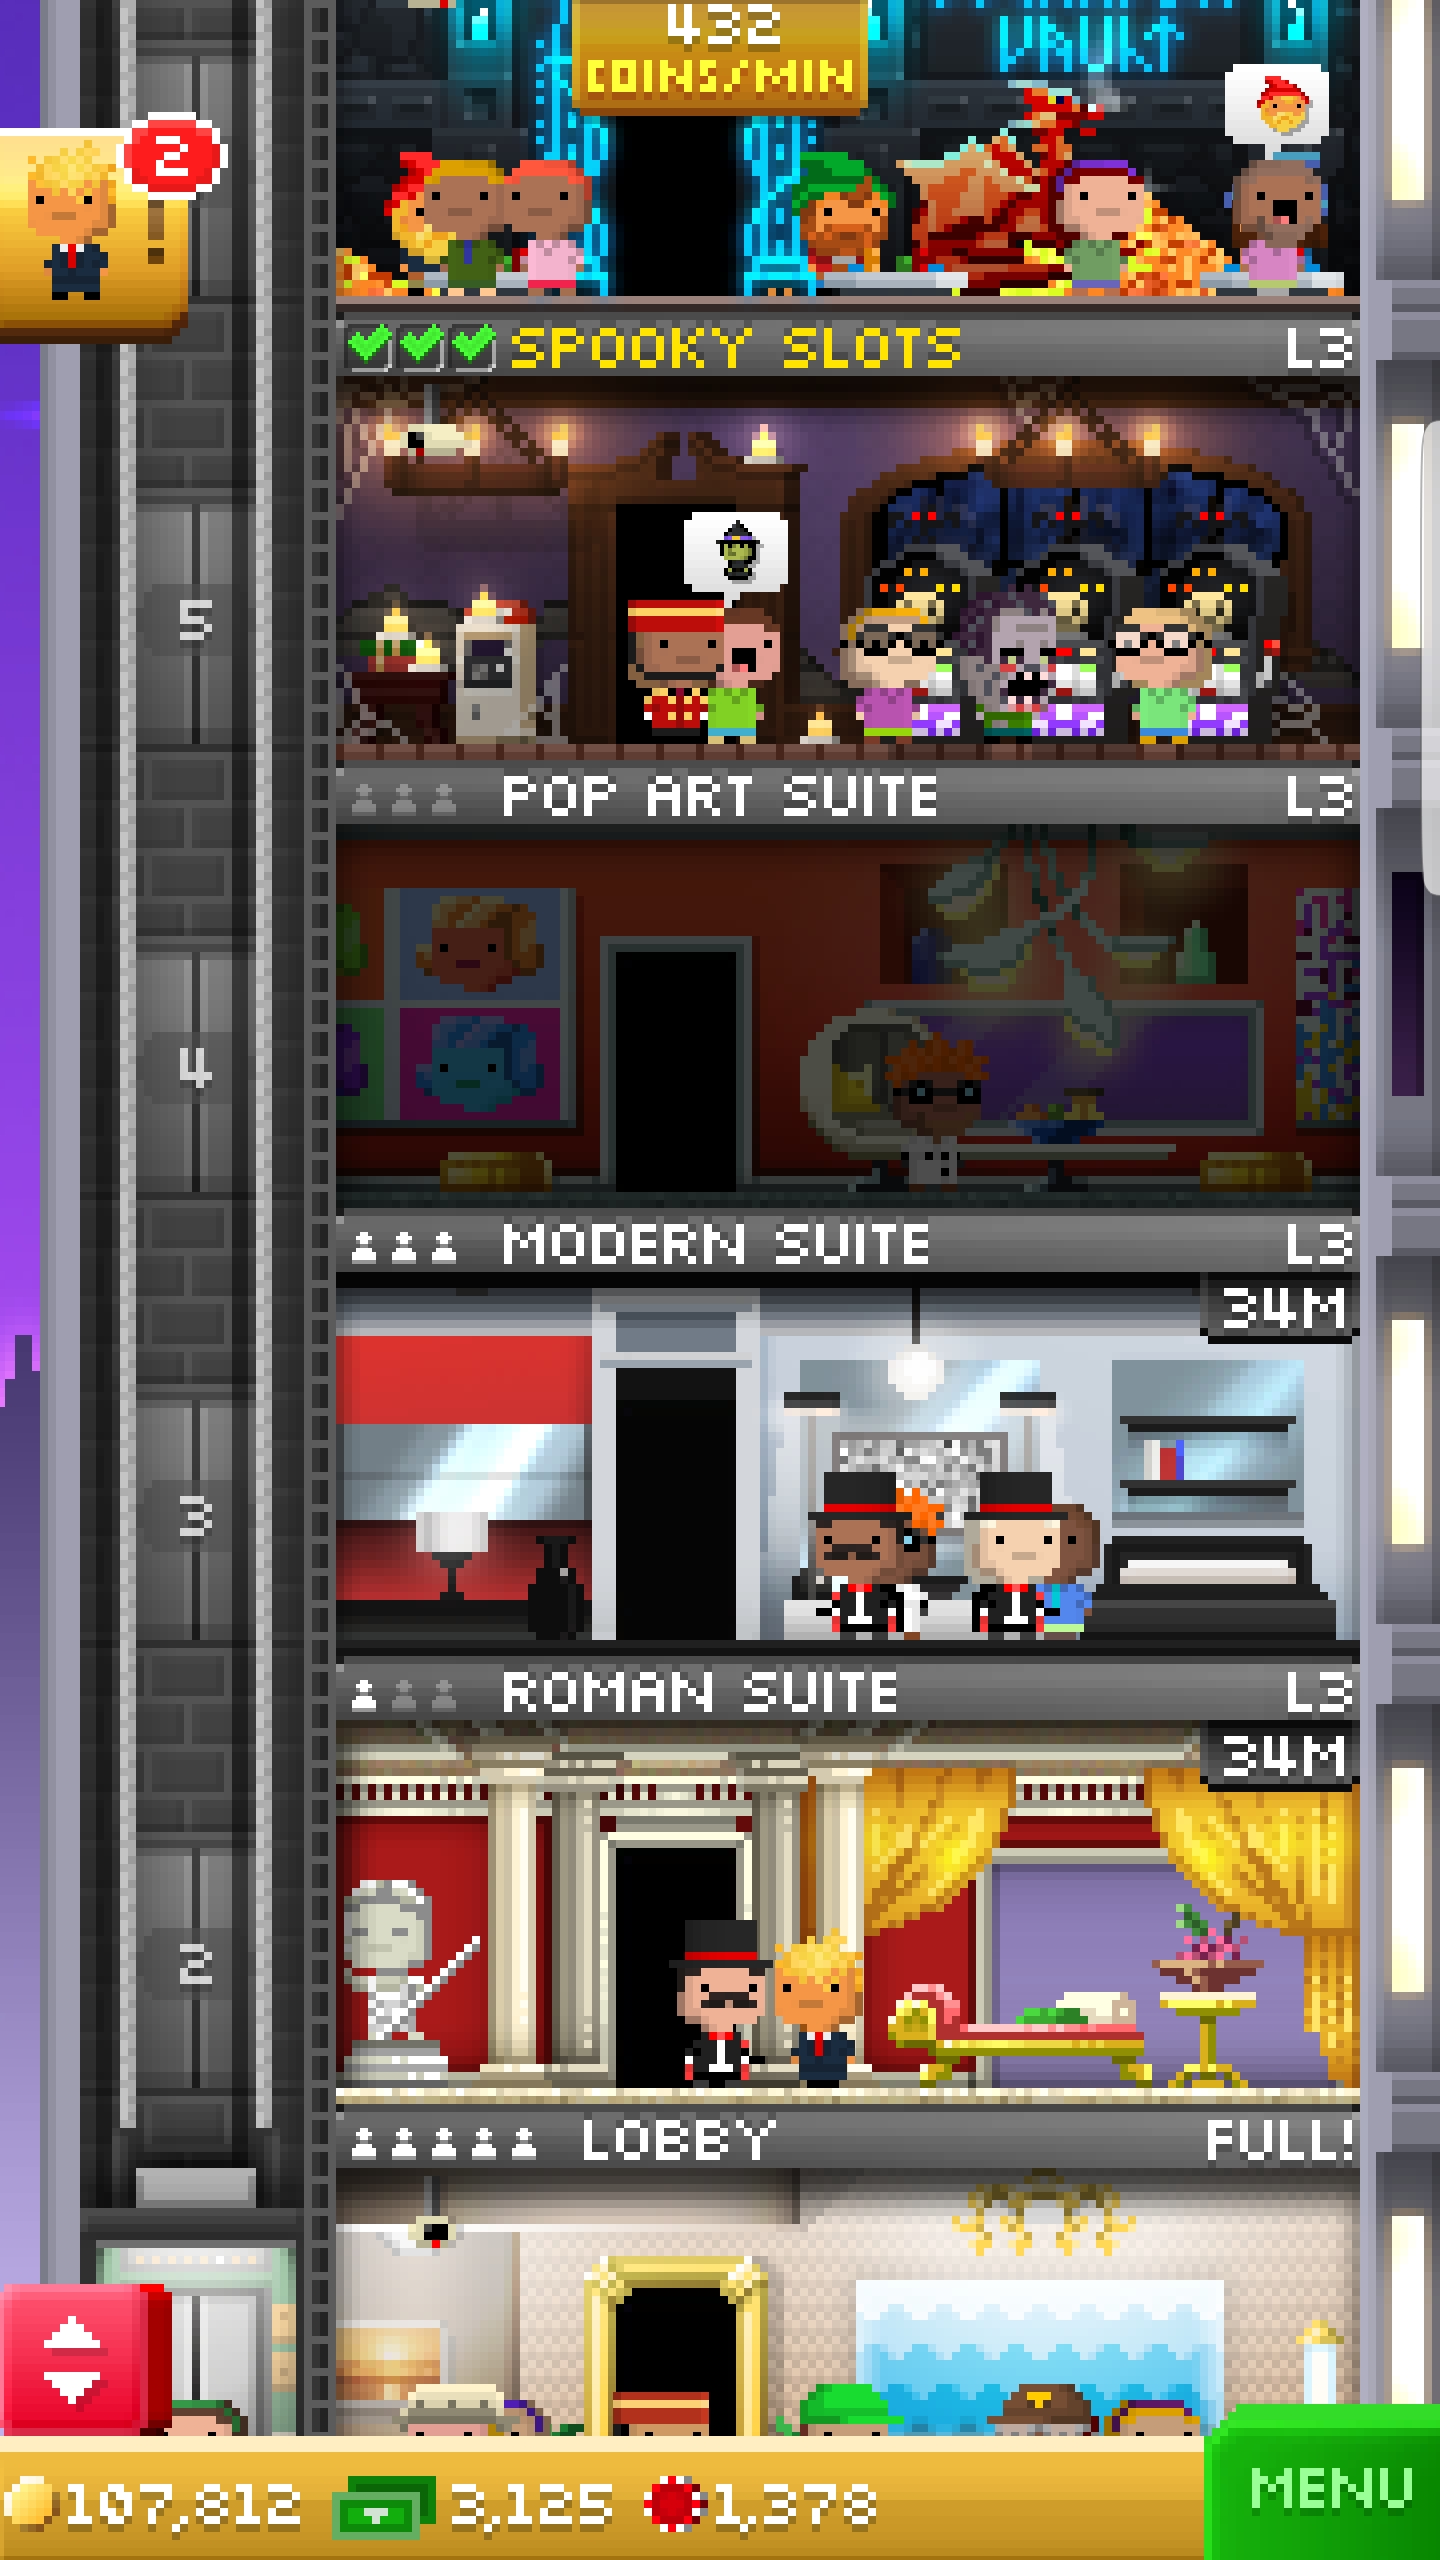 VAULT
432
COINS/MIN
2
!
SPOOKY SLOTS L3
5
POP ART SUITE L3
4
MODERN SUITE L3
34M
3
ROMAN SUITE L3
34M
2
LOBBY FULL!
107,812 3,125 1,378
MENU